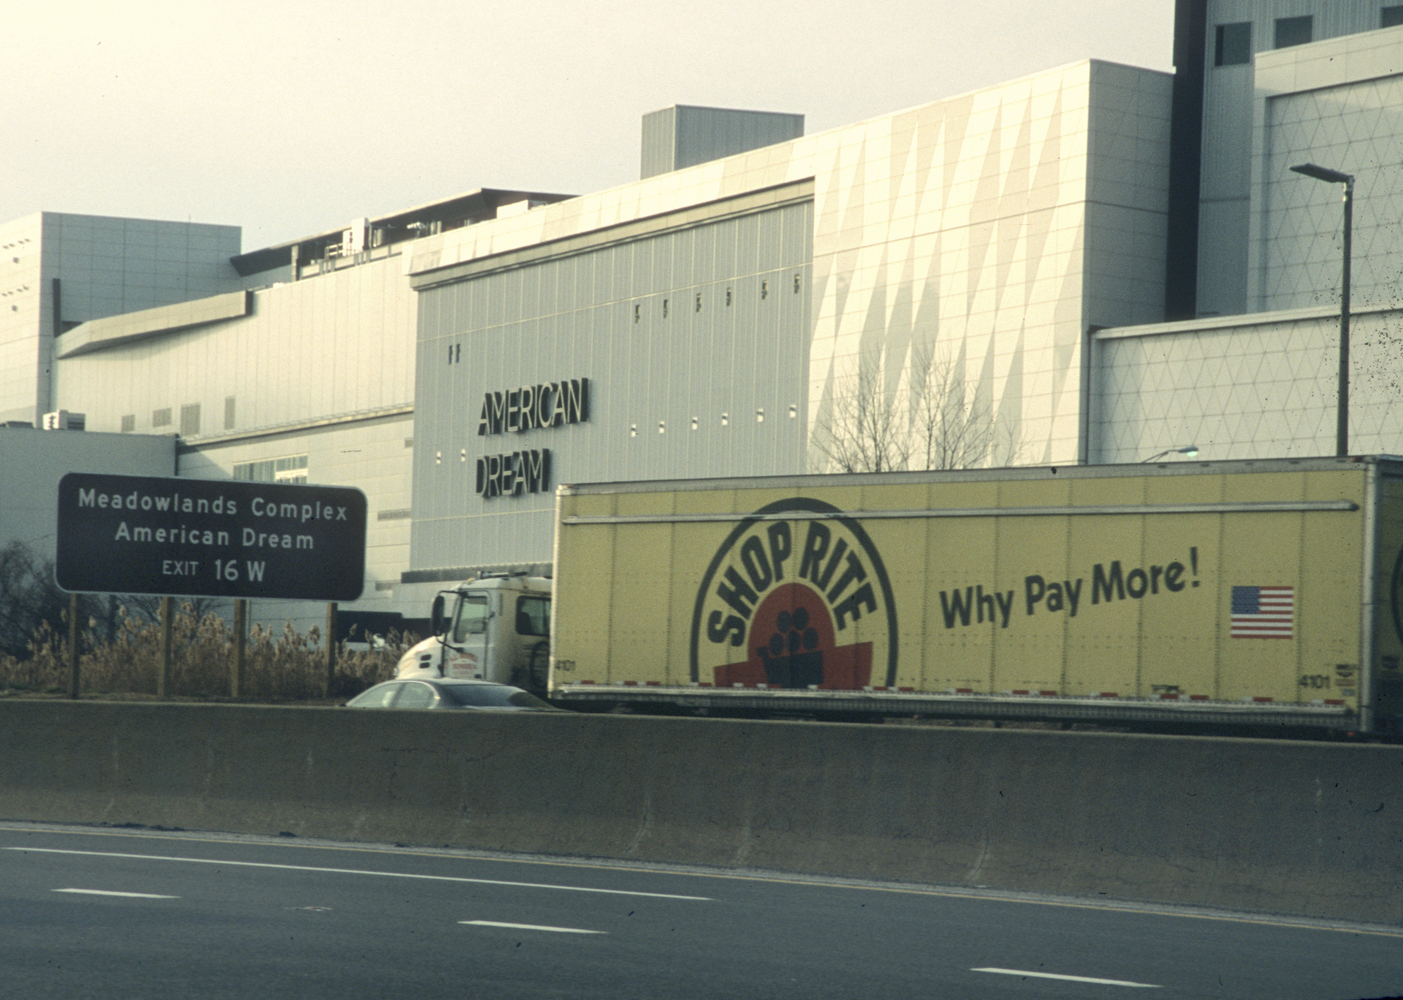 AMERICAN
DREAM
Meadowlands Complex
American Dream
EXIT 16 W
SHOP RITE
Why Pay More!
4101
4101